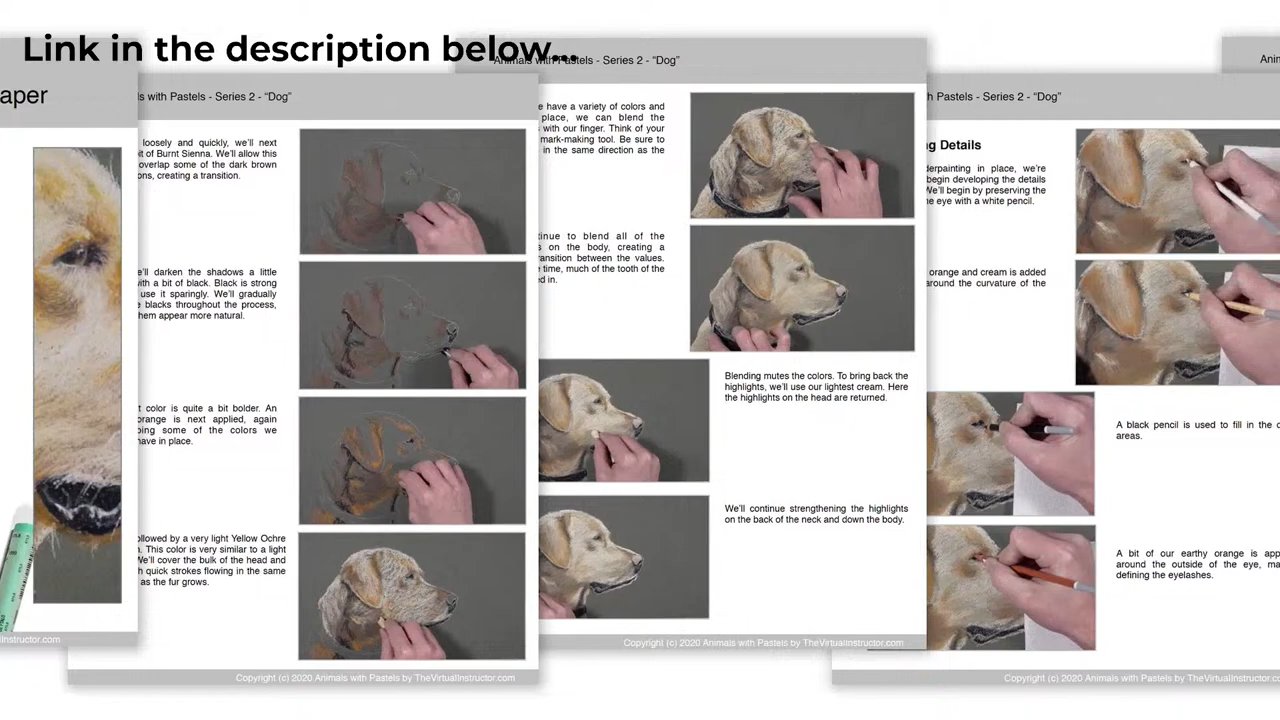 Link in the description below...
aper
Instructor.com
s with Pastels - Series 2 - “Dog”
loosely and quickly, we’ll next
it of Burnt Sienna. We’ll allow this
overlap some of the dark brown
ons, creating a transition.
e’ll darken the shadows a little
with a bit of black. Black is strong
use it sparingly. We’ll gradually
e blacks throughout the process,
hem appear more natural.
t color is quite a bit bolder. An
orange is next applied, again
ping some of the colors we
have in place.
ollowed by a very light Yellow Ochre
. This color is very similar to a light
We’ll cover the bulk of the head and
h quick strokes flowing in the same
as the fur grows.
Copyright (c) 2020 Animals with Pastels by TheVirtualInstructor.com
Animals with Pastels - Series 2 - “Dog”
e have a variety of colors and
place, we can blend the
s with our finger. Think of your
mark-making tool. Be sure to
in the same direction as the
tinue to blend all of the
s on the body, creating a
transition between the values.
e time, much of the tooth of the
ed in.
Blending mutes the colors. To bring back the
highlights, we’ll use our lightest cream. Here
the highlights on the head are returned.
We’ll continue strengthening the highlights
on the back of the neck and down the body.
Copyright (c) 2020 Animals with Pastels by TheVirtualInstructor.com
Anim
h Pastels - Series 2 - “Dog”
ng Details
derpainting in place, we’re
begin developing the details
We’ll begin by preserving the
he eye with a white pencil.
orange and cream is added
around the curvature of the
A black pencil is used to fill in the d
areas.
A bit of our earthy orange is app
around the outside of the eye, ma
defining the eyelashes.
Copyright (c) 2020 Animals with Pastels by TheVirtualInstructor.com